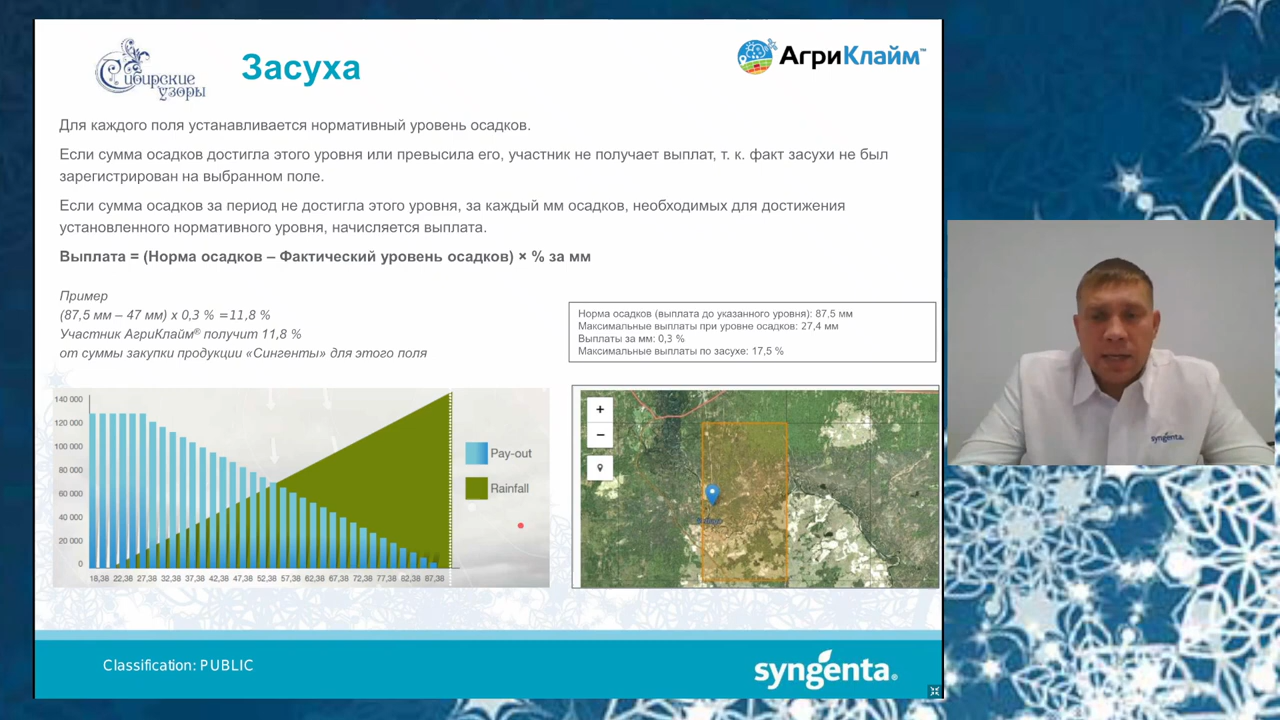 Сибирские
узоры
Засуха
АгриКлайм™
Для каждого поля устанавливается нормативный уровень осадков.
Если сумма осадков достигла этого уровня или превысила его, участник не получает выплат, т. к. факт засухи не был
зарегистрирован на выбранном поле.
Если сумма осадков за период не достигла этого уровня, за каждый мм осадков, необходимых для достижения
установленного нормативного уровня, начисляется выплата.
Выплата = (Норма осадков – Фактический уровень осадков) × % за мм
Пример
(87,5 мм – 47 мм) x 0,3 % =11,8 %
Участник АгриКлайм® получит 11,8 %
от суммы закупки продукции «Сингенты» для этого поля
Норма осадков (выплата до указанного уровня): 87,5 мм
Максимальные выплаты при уровне осадков: 27,4 мм
Выплаты за мм: 0,3 %
Максимальные выплаты по засухе: 17,5 %
140 000
120 000
100 000
80 000
60 000
40 000
20 000
0
18,38 22,38 27,38 32,38 37,38 42,38 47,38 52,38 57,38 62,38 67,38 72,38 77,38 82,38 87,38
Pay-out
Rainfall
+
−
syngenta.
Classification: PUBLIC
syngenta®